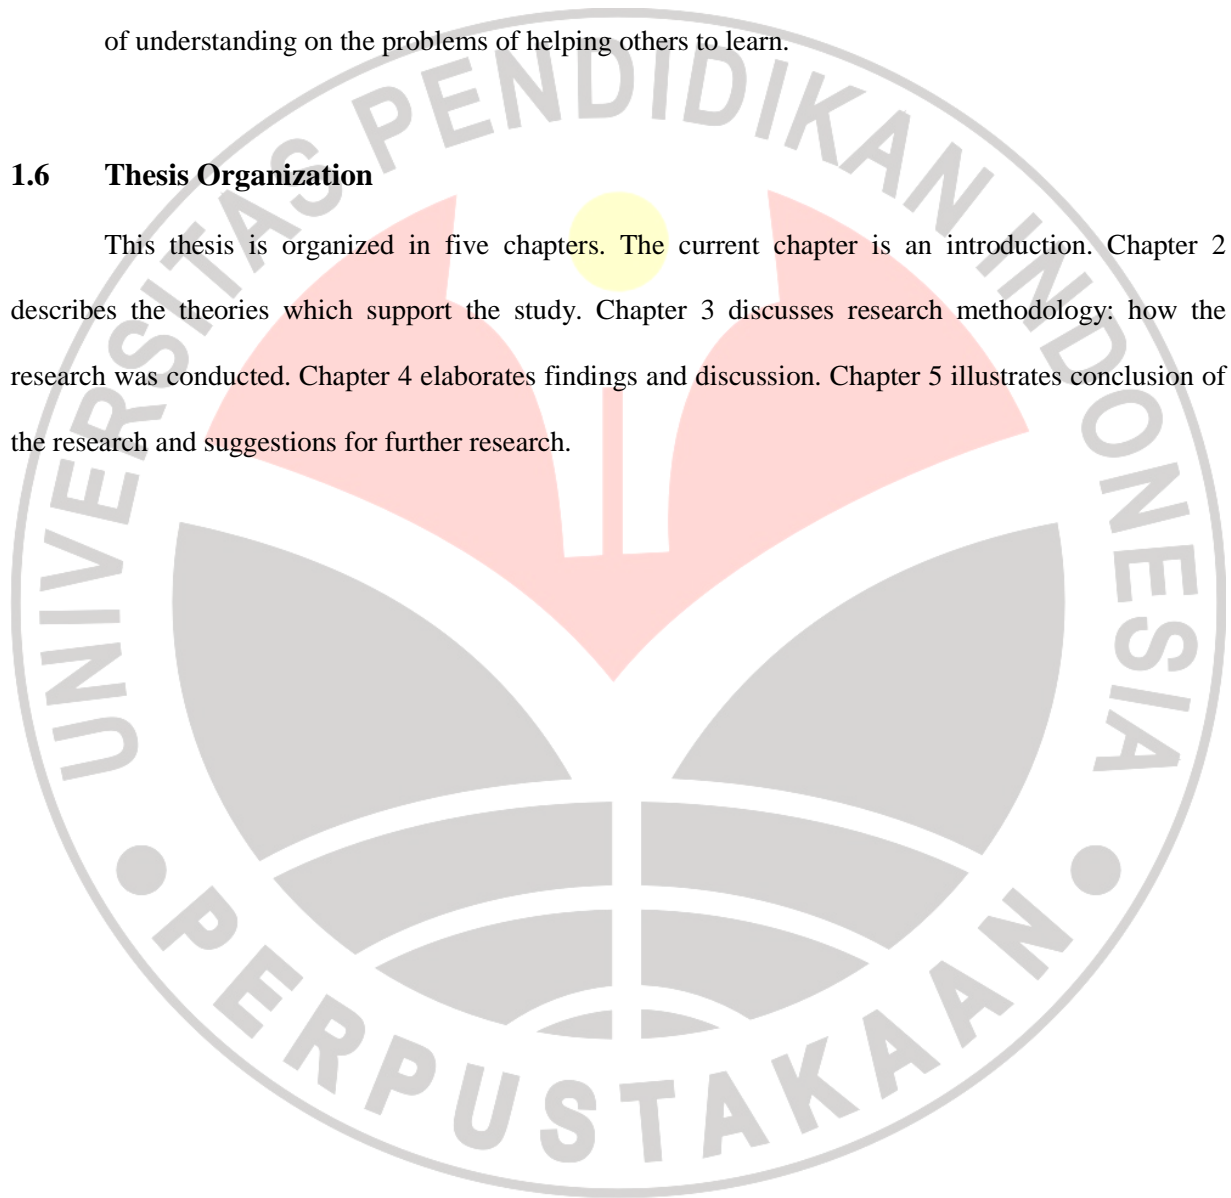 of understanding on the problems of helping others to learn.
1.6 Thesis Organization
This thesis is organized in five chapters. The current chapter is an introduction. Chapter 2
describes the theories which support the study. Chapter 3 discusses research methodology: how the
research was conducted. Chapter 4 elaborates findings and discussion. Chapter 5 illustrates conclusion of
the research and suggestions for further research.
UNIVERSITAS PENDIDIKAN INDONESIA
PERPUSTAKAAN